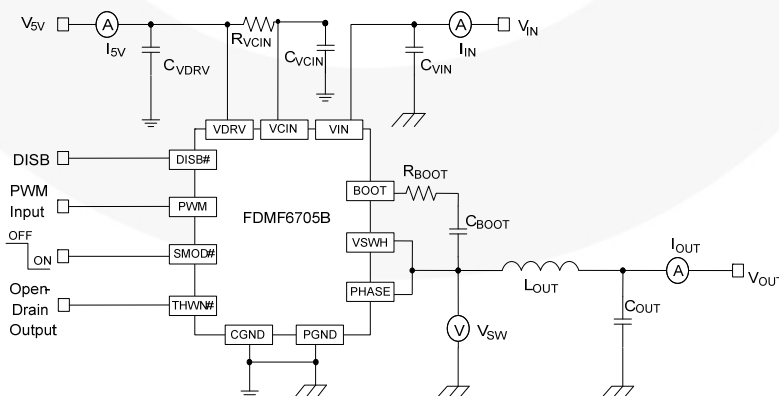 V5V
A
I5V
CVDRV
RVCIN
CVCIN
A
IIN
VIN
CVIN
VDRV
VCIN
VIN
DISB
DISB#
PWM
Input
PWM
OFF
ON
SMOD#
Open-
Drain
Output
THWN#
FDMF6705B
BOOT
RBOOT
CBOOT
VSWH
PHASE
LOUT
IOUT
A
VOUT
COUT
V
VSW
CGND
PGND